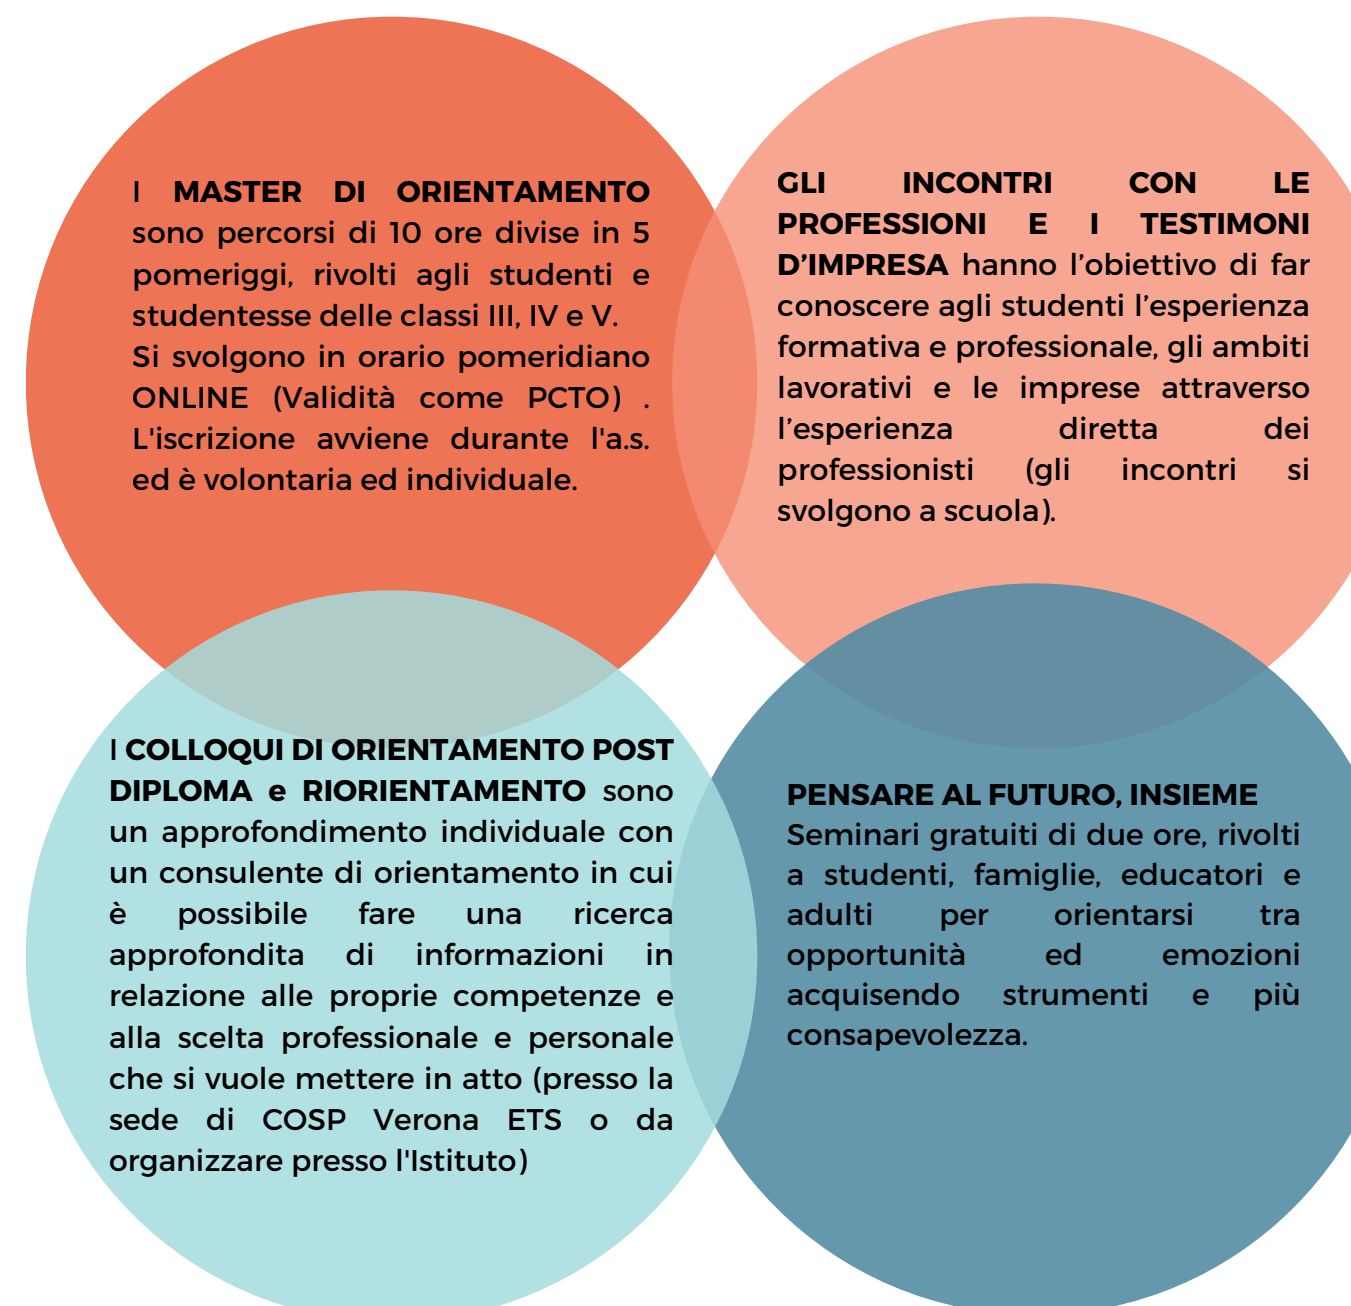 I MASTER DI ORIENTAMENTO
sono percorsi di 10 ore divise in 5
pomeriggi, rivolti agli studenti e
studentesse delle classi III, IV e V.
Si svolgono in orario pomeridiano
ONLINE (Validità come PCTO) .
L'iscrizione avviene durante l'a.s.
ed è volontaria ed individuale.
GLI INCONTRI CON LE
PROFESSIONI E I TESTIMONI
D’IMPRESA hanno l’obiettivo di far
conoscere agli studenti l’esperienza
formativa e professionale, gli ambiti
lavorativi e le imprese attraverso
l’esperienza diretta dei
professionisti (gli incontri si
svolgono a scuola).
I COLLOQUI DI ORIENTAMENTO POST
DIPLOMA e RIORIENTAMENTO sono
un approfondimento individuale con
un consulente di orientamento in cui
è possibile fare una ricerca
approfondita di informazioni in
relazione alle proprie competenze e
alla scelta professionale e personale
che si vuole mettere in atto (presso la
sede di COSP Verona ETS o da
organizzare presso l'Istituto)
PENSARE AL FUTURO, INSIEME
Seminari gratuiti di due ore, rivolti
a studenti, famiglie, educatori e
adulti per orientarsi tra
opportunità ed emozioni
acquisendo strumenti e più
consapevolezza.